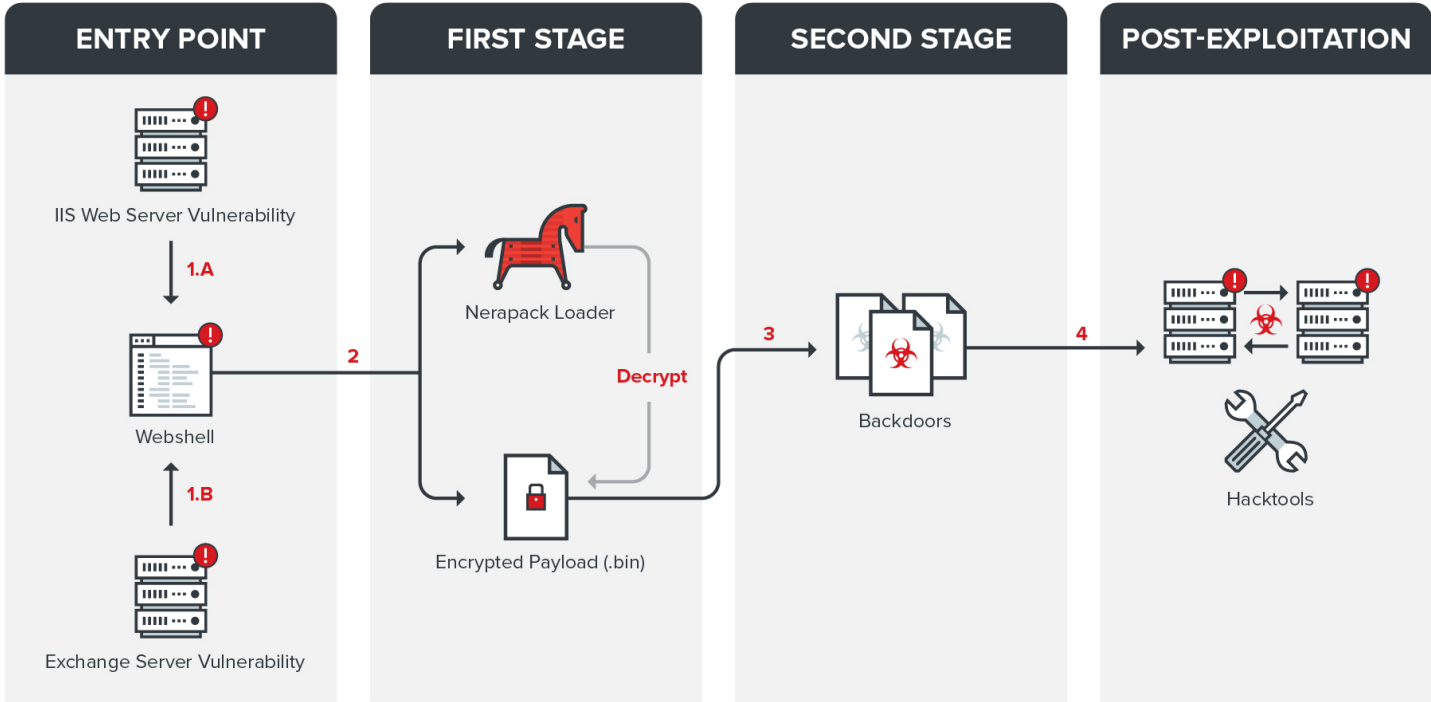 ENTRY POINT
FIRST STAGE
SECOND STAGE
POST-EXPLOITATION
IIS Web Server Vulnerability
1.A
Webshell
1.B
Exchange Server Vulnerability
2
Nerapack Loader
Decrypt
Encrypted Payload (.bin)
3
Backdoors
4
Hacktools